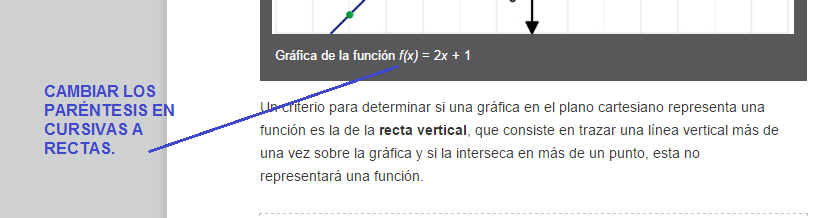 Gráfica de la función f(x) = 2x + 1
CAMBIAR LOS
PARÉNTESIS EN
CURSIVAS A
RECTAS.
Un criterio para determinar si una gráfica en el plano cartesiano representa una
función es la de la recta vertical, que consiste en trazar una línea vertical más de
una vez sobre la gráfica y si la interseca en más de un punto, esta no
representará una función.